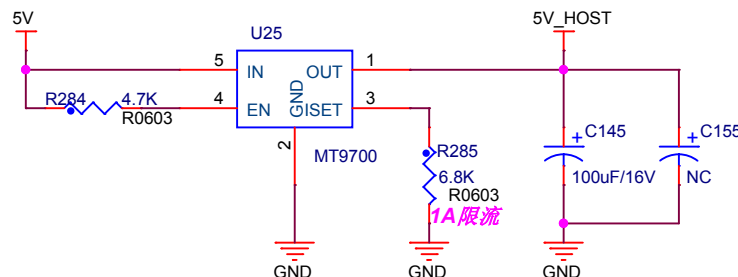 5V
U25
5V_HOST
5
IN
OUT
1
R284
4.7K
4
EN
GND
ISET
3
R0603
2
MT9700
R285
6.8K
R0603
1A限流
C145
100uF/16V
C155
NC
GND
GND
GND